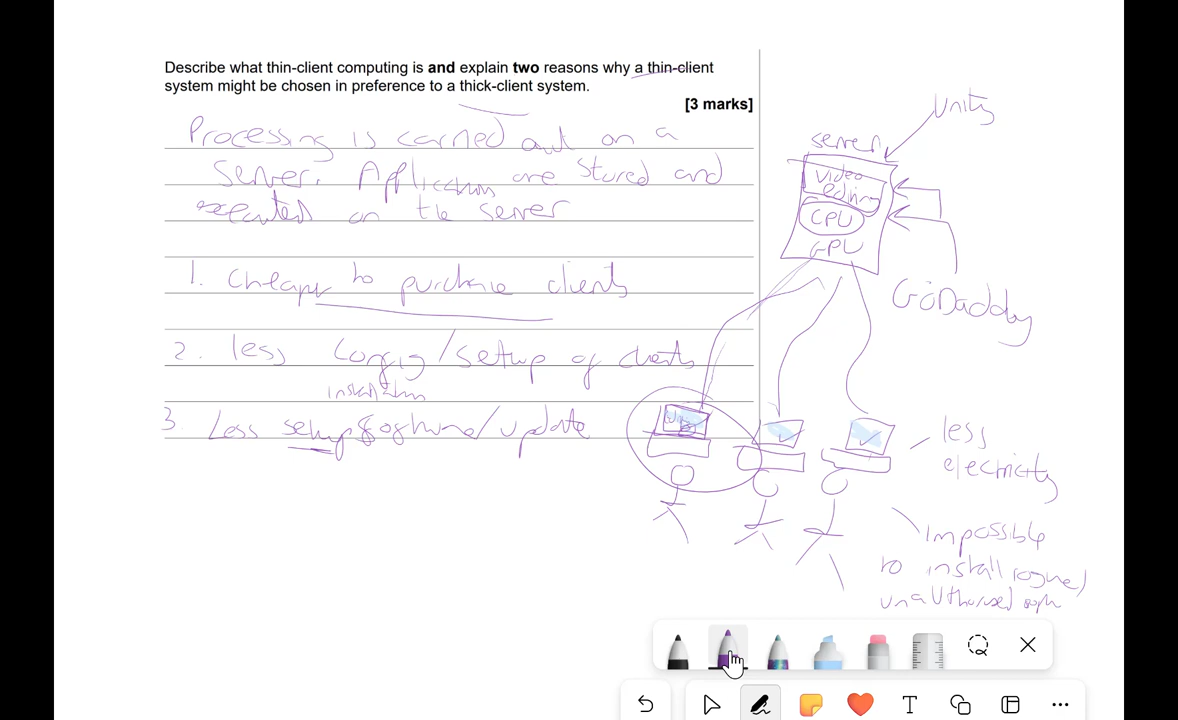 Describe what thin-client computing is and explain two reasons why a thin-client
system might be chosen in preference to a thick-client system.
[3 marks]
Processing is carried out on a
Server. Applications are stored and
executed on the server
1. Cheaper to purchase clients
2. less config/setup of clients
installation
3. Less setup software/update
Unity
server
Video
editing
CPU
GPU
GoDaddy
less
electricity
Impossible
to install rogue/
unauthorised